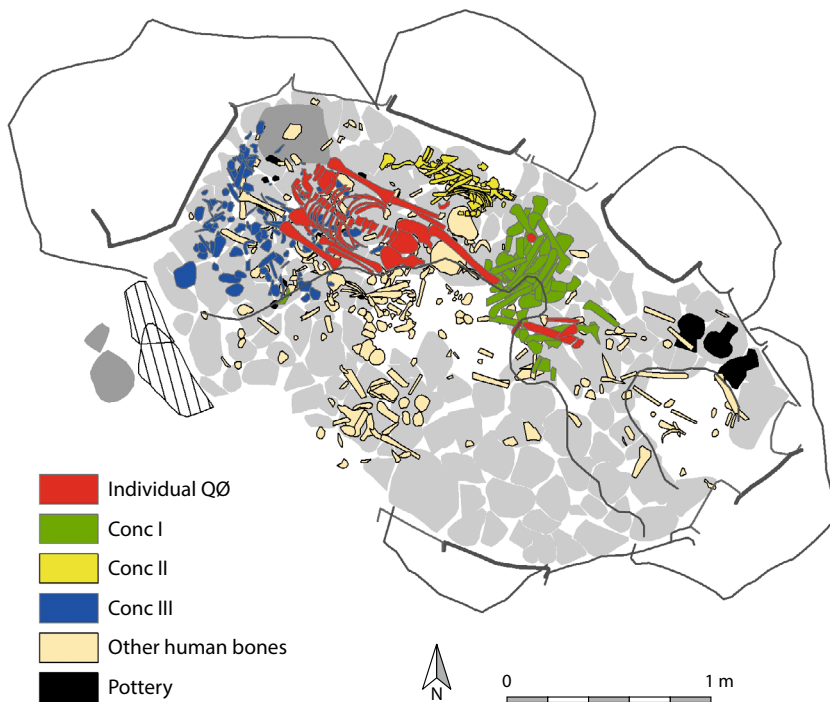 Individual QØ
Conc I
Conc II
Conc III
Other human bones
Pottery
N
0 1 m